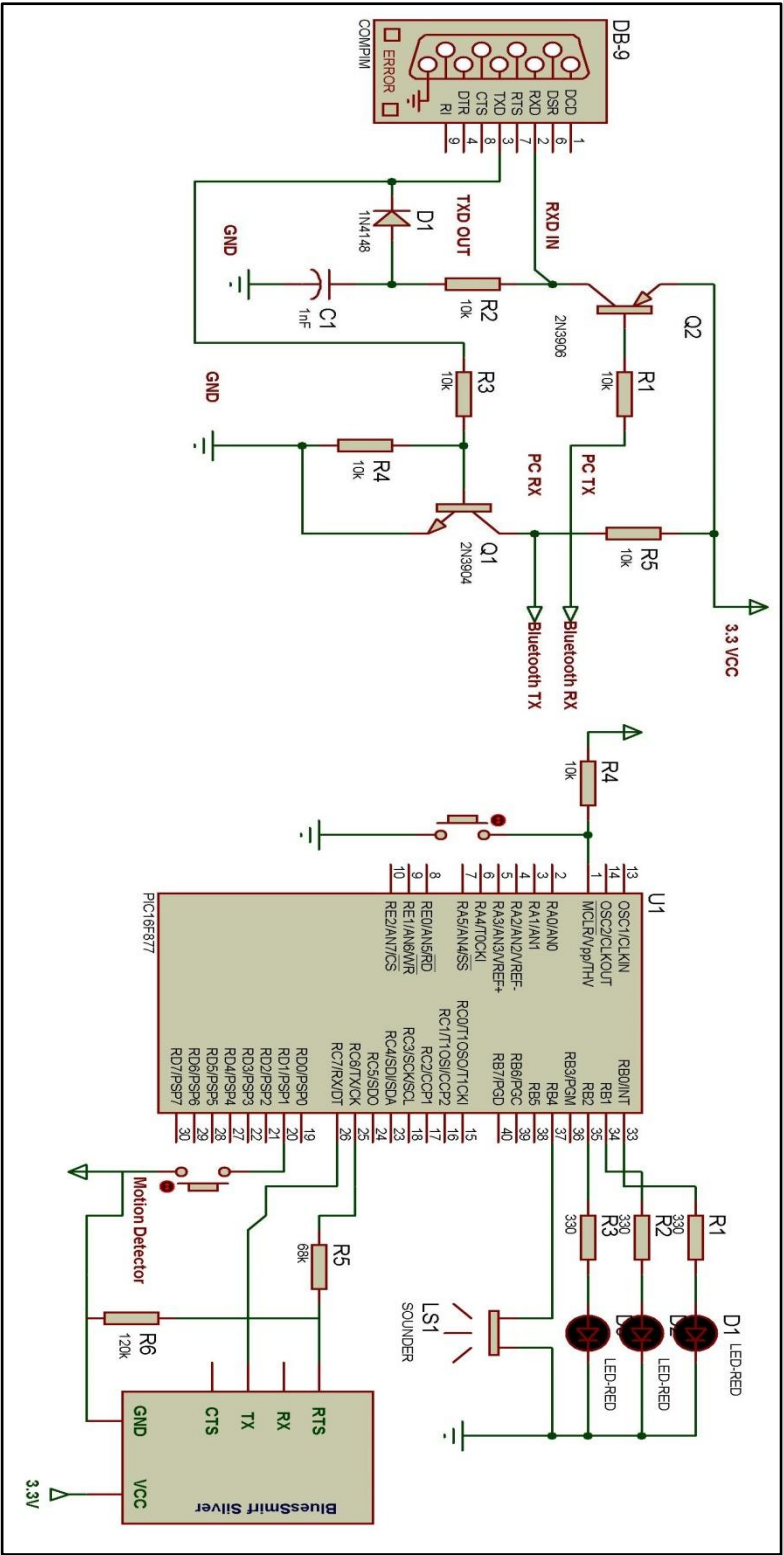 DB-9
COMPIM
ERROR
DCD 1
DSR 6
RXD 2
RTS 7
TXD 3
CTS 8
DTR 4
RI 9
RXD IN
TXD OUT
D1
1N4148
GND
C1
1nF
R2
10k
Q2
2N3906
R1
10k
R3
10k
GND
R4
10k
Q1
2N3904
PC TX
PC RX
R5
10k
3.3 VCC
Bluetooth RX
Bluetooth TX
R4
10k
U1
PIC16F877
13 OSC1/CLKIN
14 OSC2/CLKOUT
1 MCLR/Vpp/THV
2 RA0/AN0
3 RA1/AN1
4 RA2/AN2/VREF-
5 RA3/AN3/VREF+
6 RA4/T0CKI
7 RA5/AN4/SS
8 RE0/AN5/RD
9 RE1/AN6/WR
10 RE2/AN7/CS
RB0/INT 33
RB1 34
RB2 35
RB3/PGM 36
RB4 37
RB5 38
RB6/PGC 39
RB7/PGD 40
RC0/T1OSO/T1CKI 15
RC1/T1OSI/CCP2 16
RC2/CCP1 17
RC3/SCK/SCL 18
RC4/SDI/SDA 23
RC5/SDO 24
RC6/TX/CK 25
RC7/RX/DT 26
RD0/PSP0 19
RD1/PSP1 20
RD2/PSP2 21
RD3/PSP3 22
RD4/PSP4 27
RD5/PSP5 28
RD6/PSP6 29
RD7/PSP7 30
R1
330
R2
330
R3
330
D1
LED-RED
D2
LED-RED
D3
LED-RED
LS1
SOUNDER
Motion Detector
R5
68k
R6
120k
RTS
RX
TX
CTS
GND
VCC
BluesSmirf Silver
3.3V